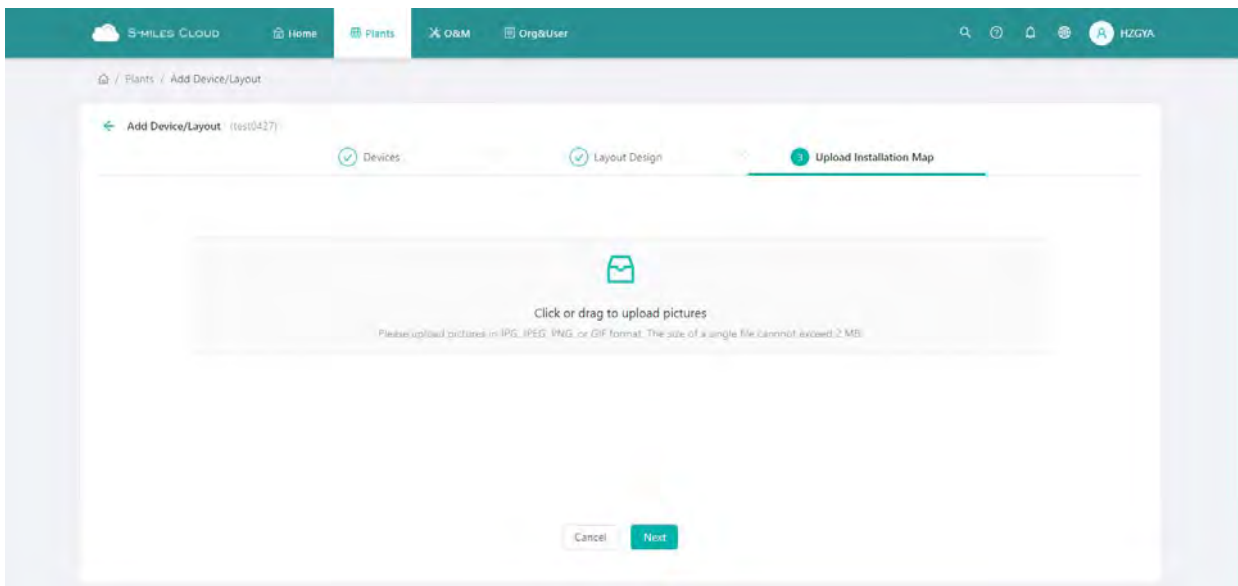 S-MILES CLOUD Home Plants O&M Org&User A HZGYA
/ Plants / Add Device/Layout
Add Device/Layout (test0427)
Devices Layout Design 3 Upload Installation Map
Click or drag to upload pictures
Please upload pictures in JPG, JPEG, PNG, or GIF format. The size of a single file cannnot exceed 2 MB.
Cancel Next